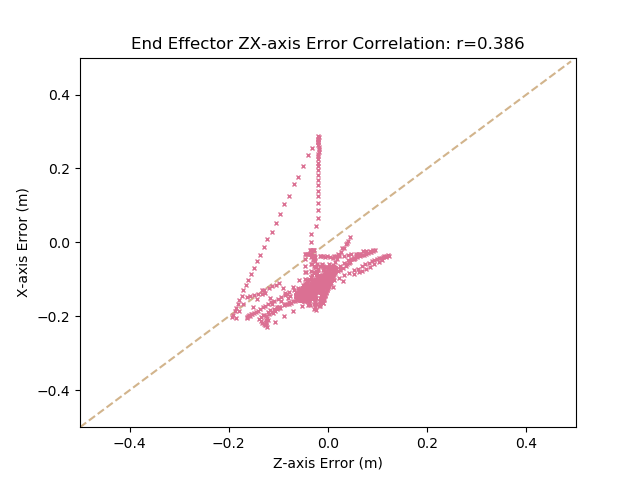 End Effector ZX-axis Error Correlation: r=0.386
X-axis Error (m)
0.4
0.2
0.0
−0.2
−0.4
−0.4 −0.2 0.0 0.2 0.4
Z-axis Error (m)